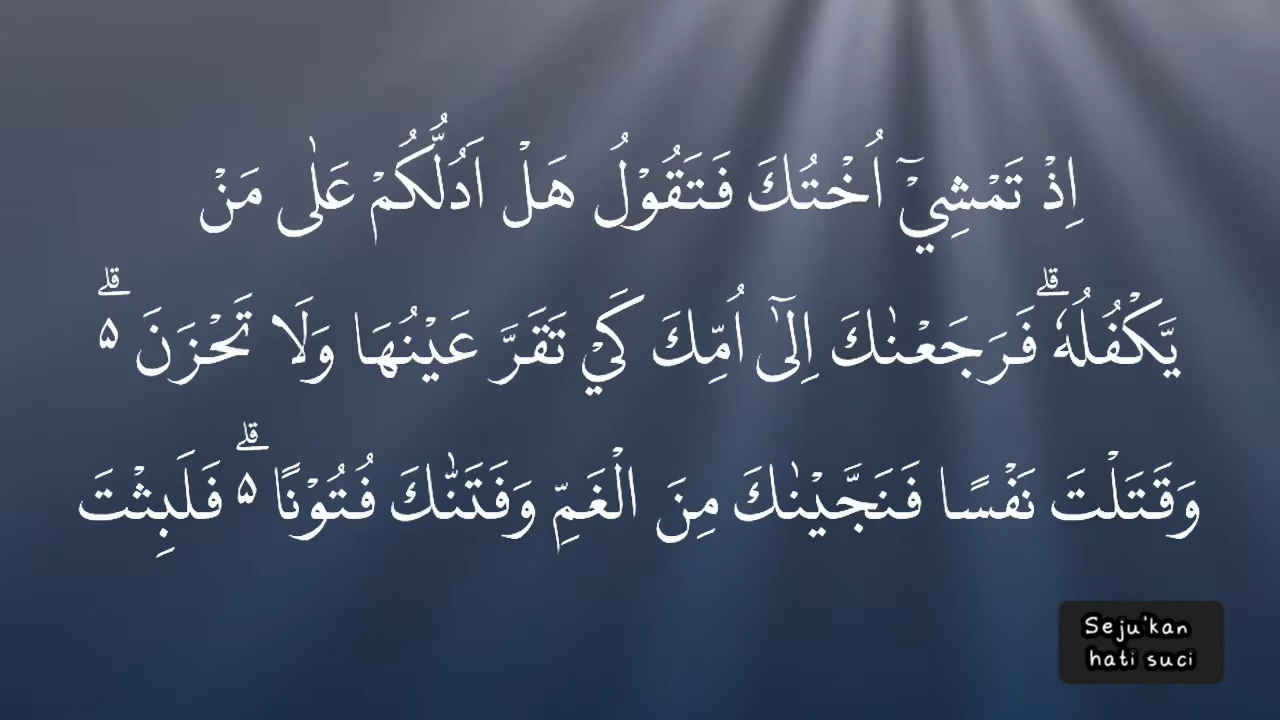 اِذْ تَمْشِيْٓ اُخْتُكَ فَتَقُوْلُ هَلْ اَدُلُّكُمْ عَلٰى مَنْ
يَّكْفُلُهٗ ۗفَرَجَعْنٰكَ اِلٰٓى اُمِّكَ كَيْ تَقَرَّ عَيْنُهَا وَلَا تَحْزَنَ ەۗ
وَقَتَلْتَ نَفْسًا فَنَجَّيْنٰكَ مِنَ الْغَمِّ وَفَتَنّٰكَ فُتُوْنًا ەۗ فَلَبِثْتَ
Seju'kan
hati suci